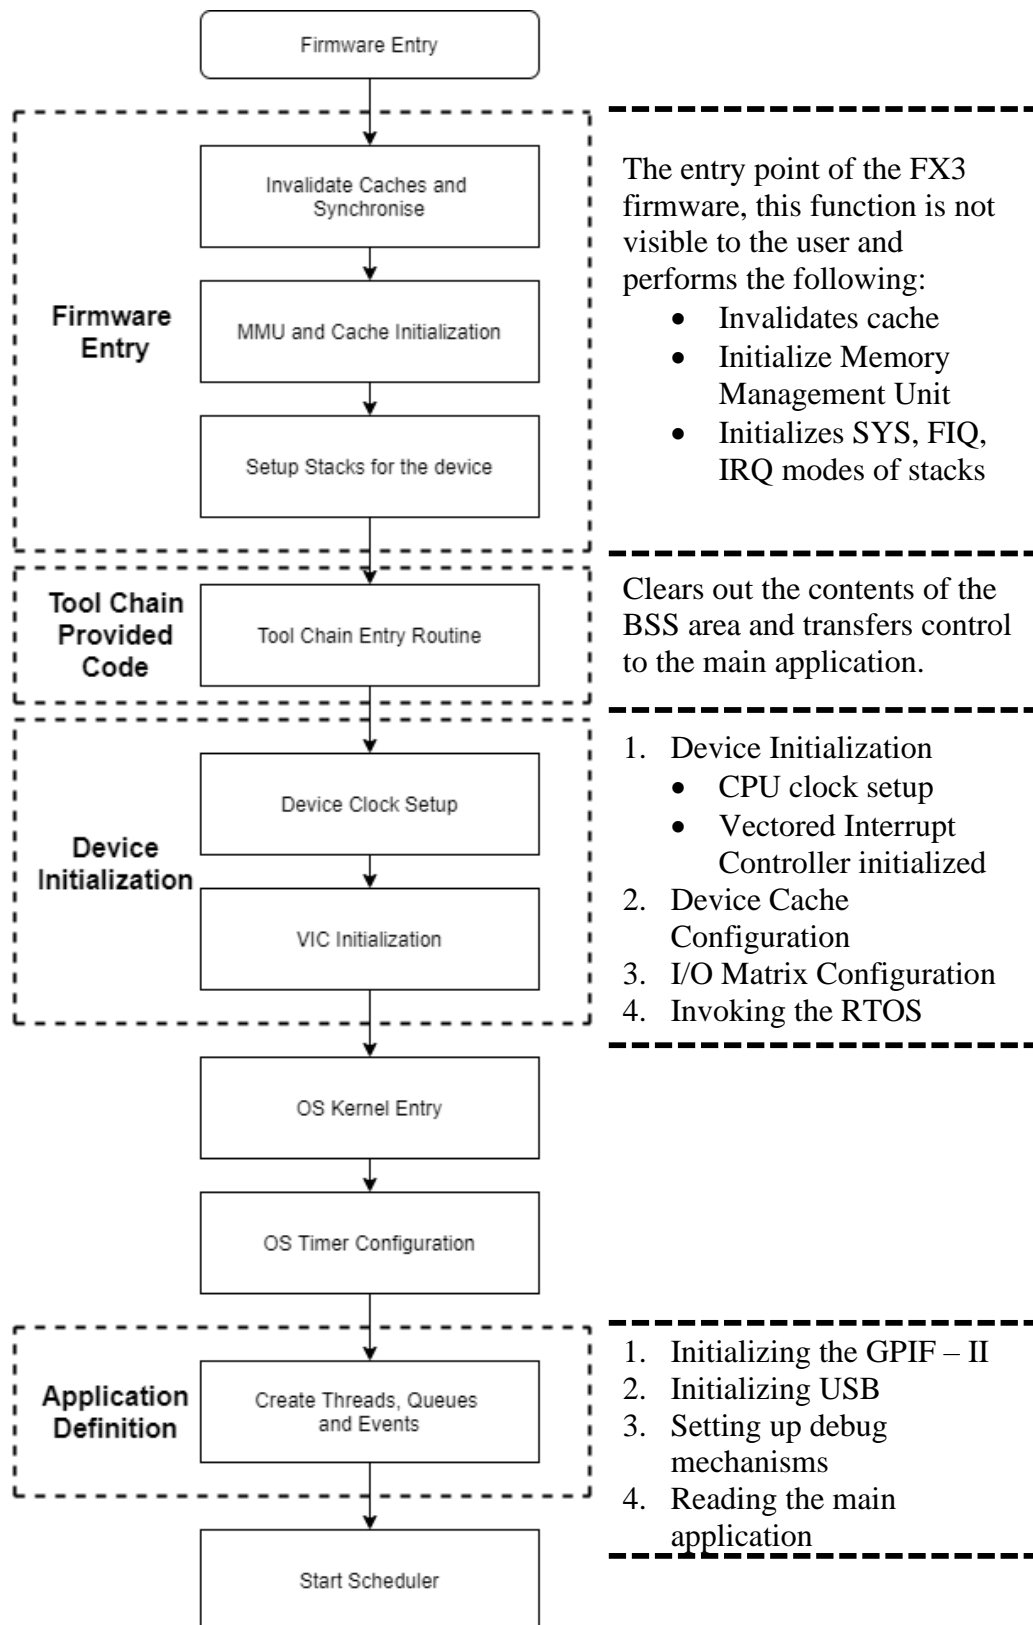 Firmware Entry
Invalidate Caches and
Synchronise
MMU and Cache Initialization
Setup Stacks for the device
Firmware
Entry
The entry point of the FX3
firmware, this function is not
visible to the user and
performs the following:
• Invalidates cache
• Initialize Memory
Management Unit
• Initializes SYS, FIQ,
IRQ modes of stacks
Tool Chain
Provided
Code
Tool Chain Entry Routine
Clears out the contents of the
BSS area and transfers control
to the main application.
Device
Initialization
Device Clock Setup
VIC Initialization
1. Device Initialization
• CPU clock setup
• Vectored Interrupt
Controller initialized
2. Device Cache
Configuration
3. I/O Matrix Configuration
4. Invoking the RTOS
OS Kernel Entry
OS Timer Configuration
Application
Definition
Create Threads, Queues
and Events
1. Initializing the GPIF – II
2. Initializing USB
3. Setting up debug
mechanisms
4. Reading the main
application
Start Scheduler